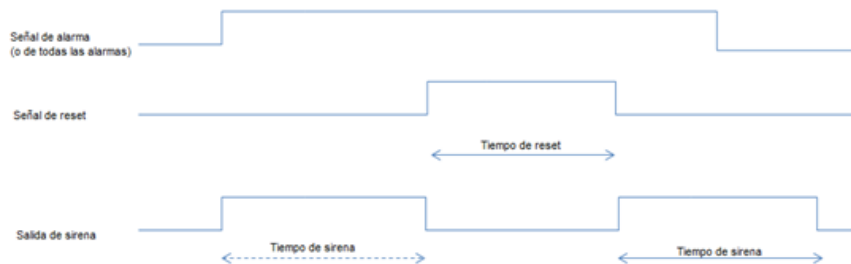 Señal de alarma
(o de todas las alarmas)
Señal de reset
Tiempo de reset
Salida de sirena
Tiempo de sirena
Tiempo de sirena